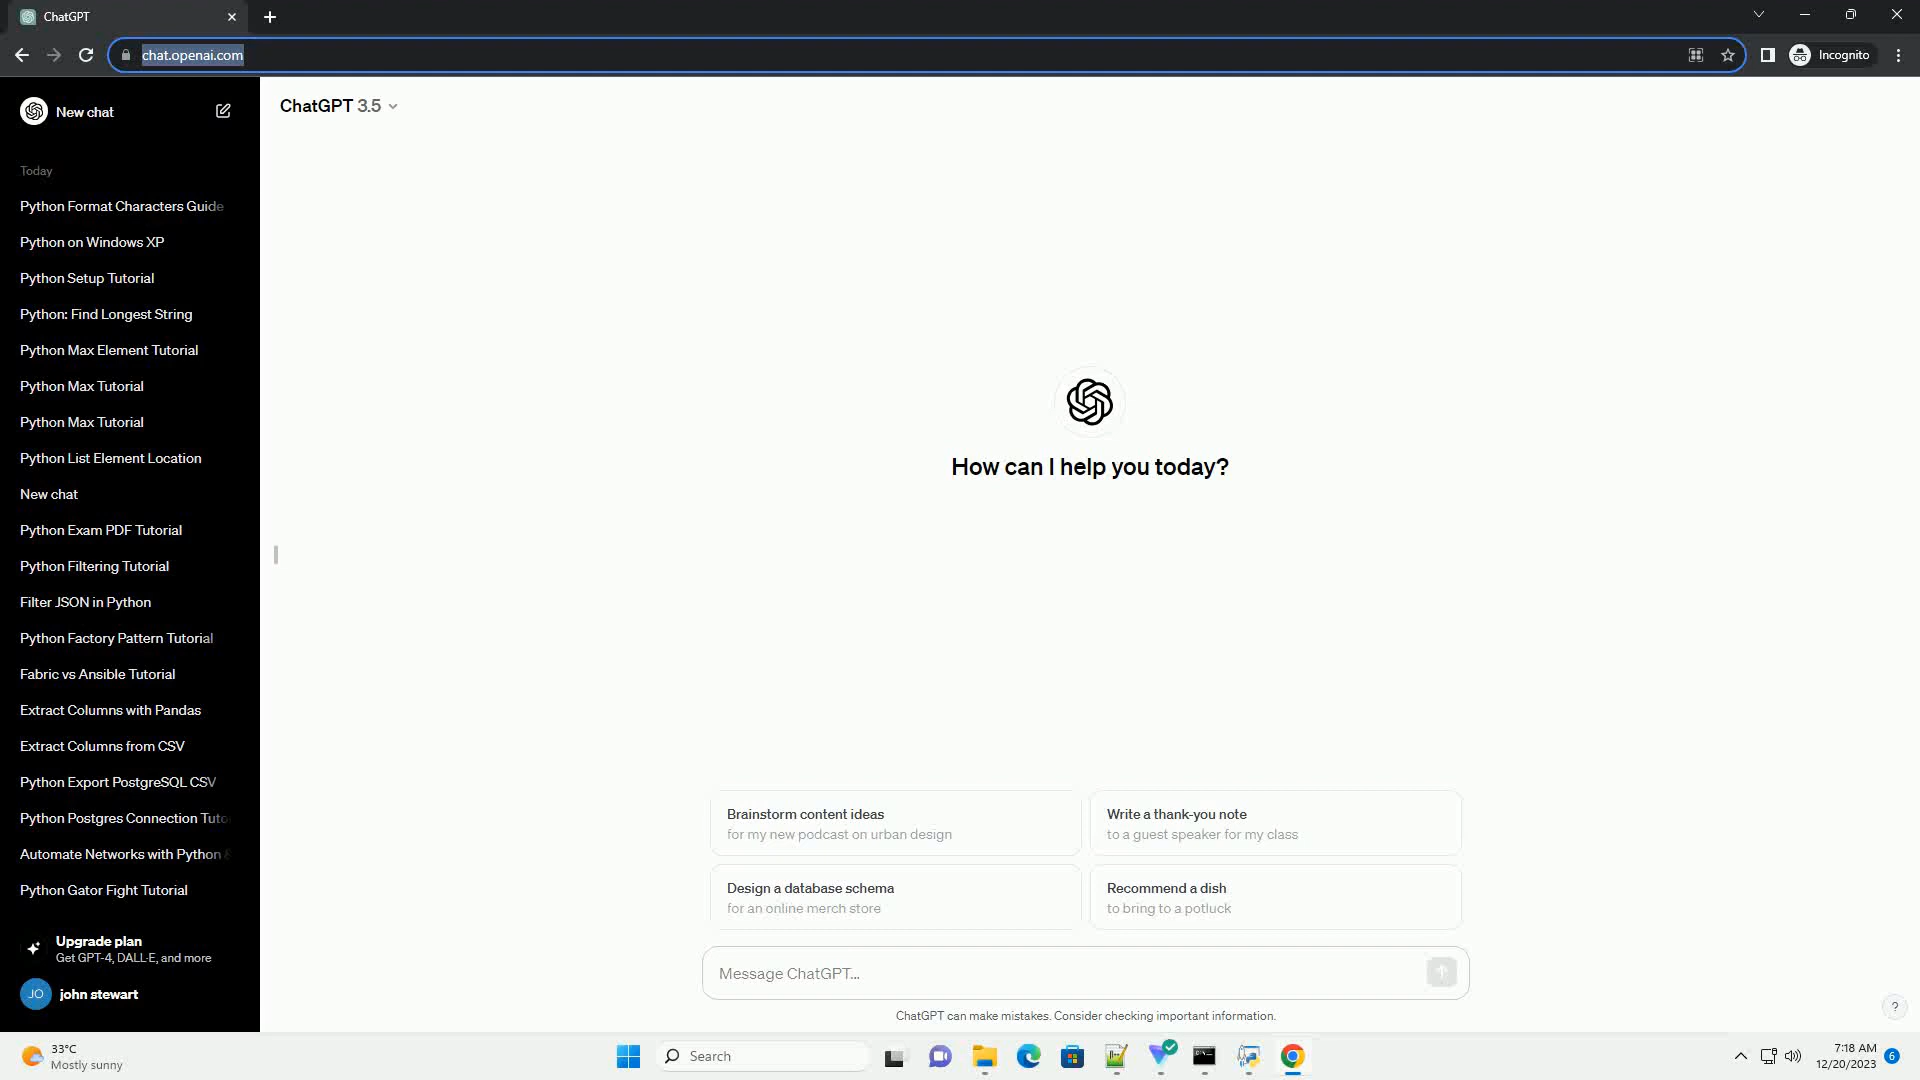 ChatGPT
chat.openai.com
Incognito
New chat
Today
Python Format Characters Guide
Python on Windows XP
Python Setup Tutorial
Python: Find Longest String
Python Max Element Tutorial
Python Max Tutorial
Python Max Tutorial
Python List Element Location
New chat
Python Exam PDF Tutorial
Python Filtering Tutorial
Filter JSON in Python
Python Factory Pattern Tutorial
Fabric vs Ansible Tutorial
Extract Columns with Pandas
Extract Columns from CSV
Python Export PostgreSQL CSV
Python Postgres Connection Tuto
Automate Networks with Python &
Python Gator Fight Tutorial
Upgrade plan
Get GPT-4, DALL·E, and more
JO john stewart
ChatGPT 3.5
How can I help you today?
Brainstorm content ideas
for my new podcast on urban design
Write a thank-you note
to a guest speaker for my class
Design a database schema
for an online merch store
Recommend a dish
to bring to a potluck
Message ChatGPT...
ChatGPT can make mistakes. Consider checking important information.
?
33°C
Mostly sunny
Search
7:18 AM
12/20/2023
6